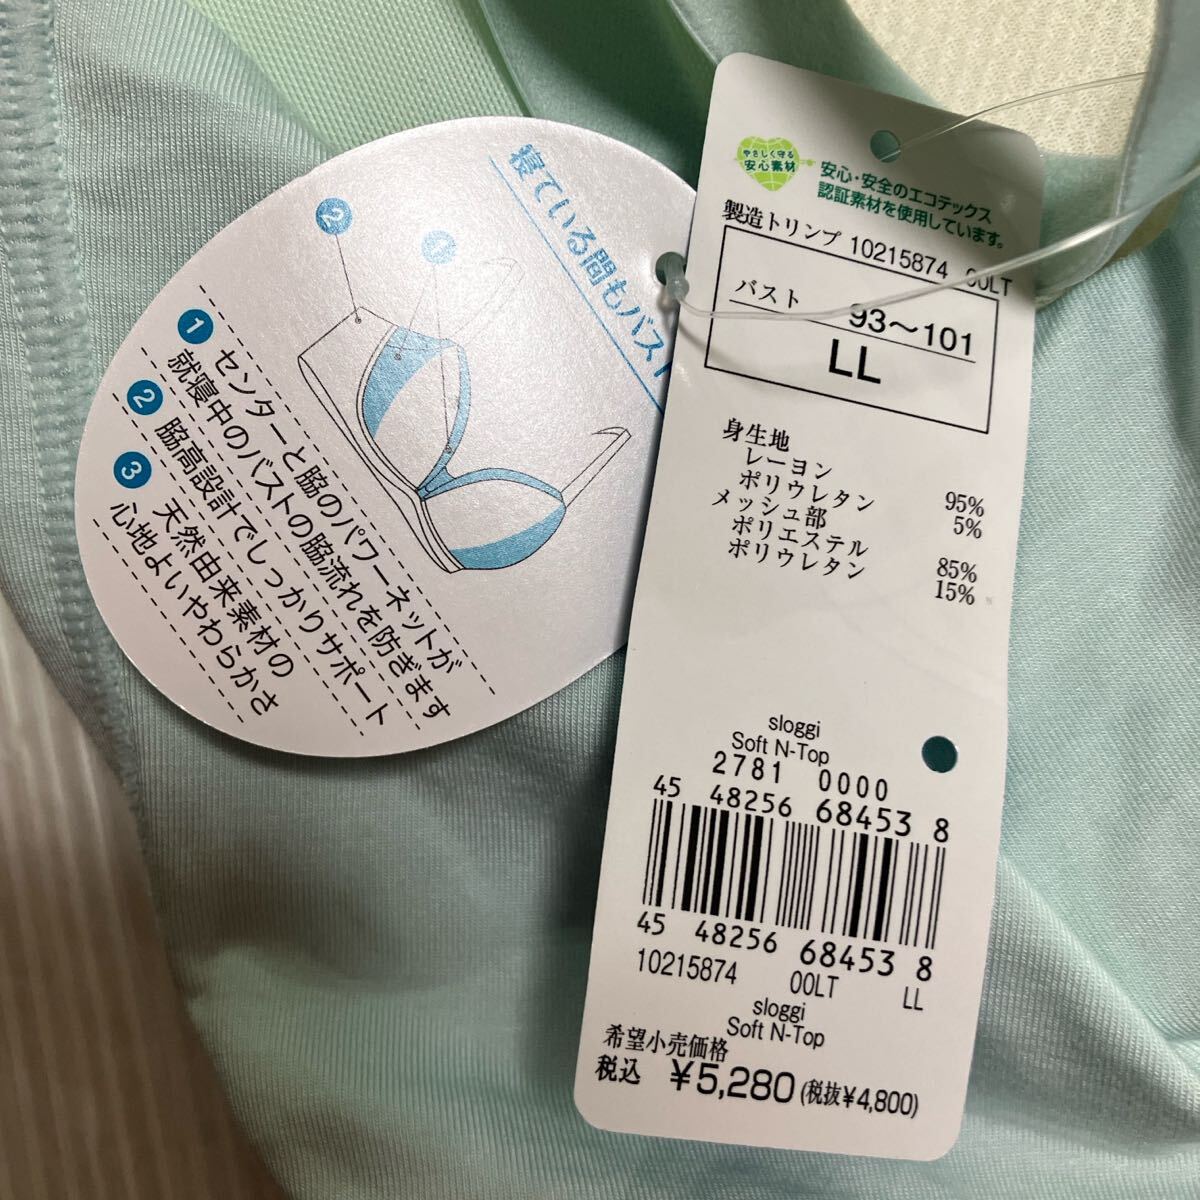 寝ている間もバスト
2
1
1 センターと脇のパワーネットが
就寝中のバストの脇流れを防ぎます
2 脇高設計でしっかりサポート
3 天然由来素材の
心地よいやわらかさ
やさしく守る
安心素材
安心・安全のエコテックス
認証素材を使用しています。
製造トリンプ 10215874 00LT
バスト 93～101
LL
身生地
レーヨン 95%
ポリウレタン 5%
メッシュ部
ポリエステル 85%
ポリウレタン 15%
sloggi
Soft N-Top
2781 0000
45 48256 68453 8
45 48256 68453 8
10215874 00LT LL
sloggi
Soft N-Top
希望小売価格
税込 ¥5,280 (税抜¥4,800)